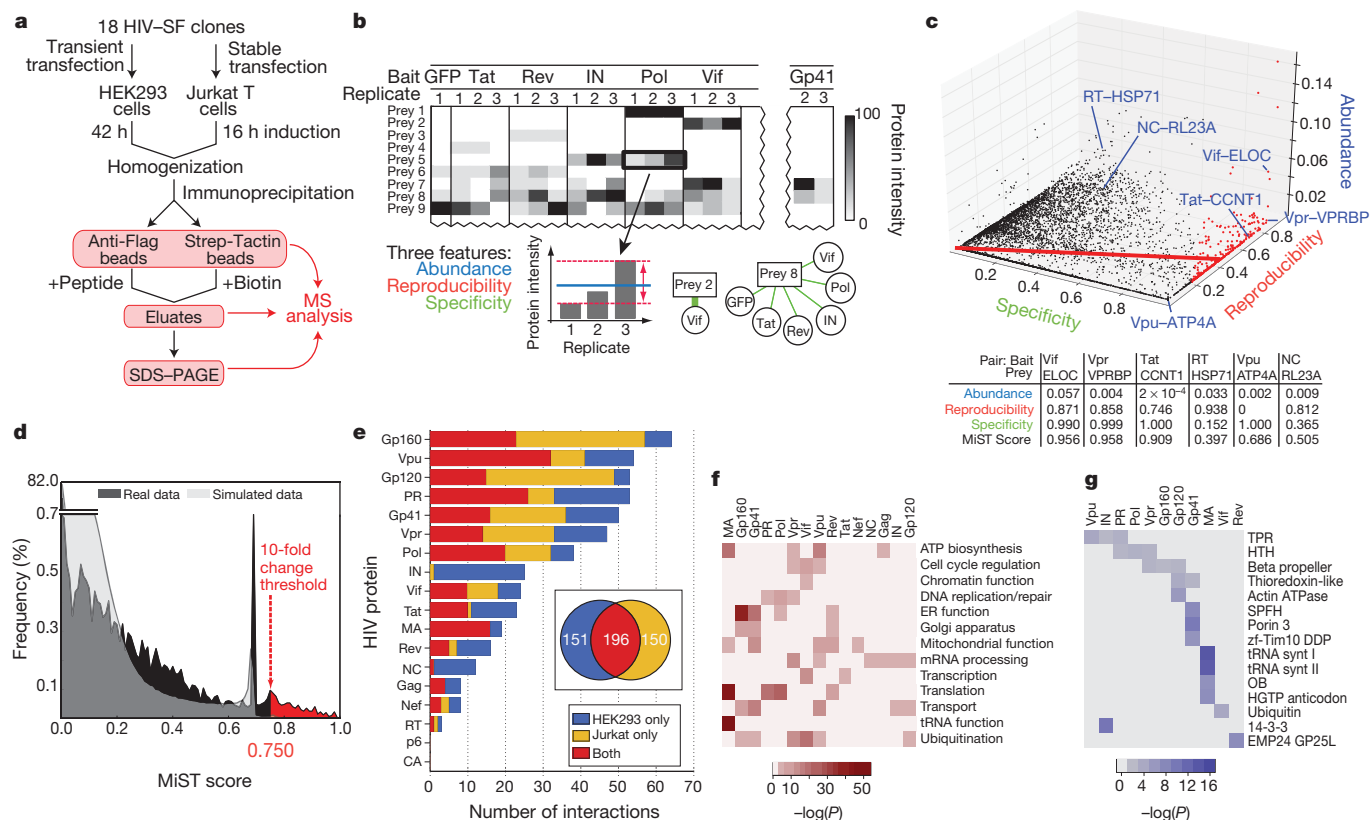 a
18 HIV–SF clones
Transient transfection
Stable transfection
HEK293 cells
Jurkat T cells
42 h
16 h induction
Homogenization
Immunoprecipitation
Anti-Flag beads
Strep-Tactin beads
+Peptide
+Biotin
MS analysis
Eluates
SDS–PAGE
b
Bait GFP Tat Rev IN Pol Vif Gp41
Replicate 1 1 2 3 1 2 3 1 2 3 1 2 3 1 2 3 2 3
Prey 1
Prey 2
Prey 3
Prey 4
Prey 5
Prey 6
Prey 7
Prey 8
Prey 9
100
0
Protein intensity
Three features:
Abundance
Reproducibility
Specificity
Protein intensity
1 2 3
Replicate
Prey 2
Vif
Prey 8
Vif
Pol
IN
Rev
Tat
GFP
c
RT–HSP71
NC–RL23A
Vif–ELOC
Tat–CCNT1
Vpr–VPRBP
Vpu–ATP4A
0.14
0.10
0.06
0.02
Abundance
0.2 0.4 0.6 0.8
Specificity
0.2 0.4 0.6 0.8
Reproducibility
Pair: Bait Vif Vpr Tat RT Vpu NC
Prey ELOC VPRBP CCNT1 HSP71 ATP4A RL23A
Abundance 0.057 0.004 2 × 10⁻⁴ 0.033 0.002 0.009
Reproducibility 0.871 0.858 0.746 0.938 0 0.812
Specificity 0.990 0.999 1.000 0.152 1.000 0.365
MiST Score 0.956 0.958 0.909 0.397 0.686 0.505
d
82.0
0.7
0.5
0.3
0.1
Frequency (%)
Real data
Simulated data
10-fold change threshold
0.0 0.2 0.4 0.6 0.8 1.0
0.750
MiST score
e
HIV protein
Gp160
Vpu
Gp120
PR
Gp41
Vpr
Pol
IN
Vif
Tat
MA
Rev
NC
Gag
Nef
RT
p6
CA
151 196 150
HEK293 only
Jurkat only
Both
0 10 20 30 40 50 60 70
Number of interactions
f
MA Gp160 Gp41 PR Pol Vpr Vif Vpu Rev Tat Nef NC Gag IN Gp120
ATP biosynthesis
Cell cycle regulation
Chromatin function
DNA replication/repair
ER function
Golgi apparatus
Mitochondrial function
mRNA processing
Transcription
Translation
Transport
tRNA function
Ubiquitination
0 10 30 50
–log(P)
g
Vpu IN PR Pol Vpr Gp160 Gp120 Gp41 MA Vif Rev
TPR
HTH
Beta propeller
Thioredoxin-like
Actin ATPase
SPFH
Porin 3
zf-Tim10 DDP
tRNA synt I
tRNA synt II
OB
HGTP anticodon
Ubiquitin
14-3-3
EMP24 GP25L
0 4 8 12 16
–log(P)